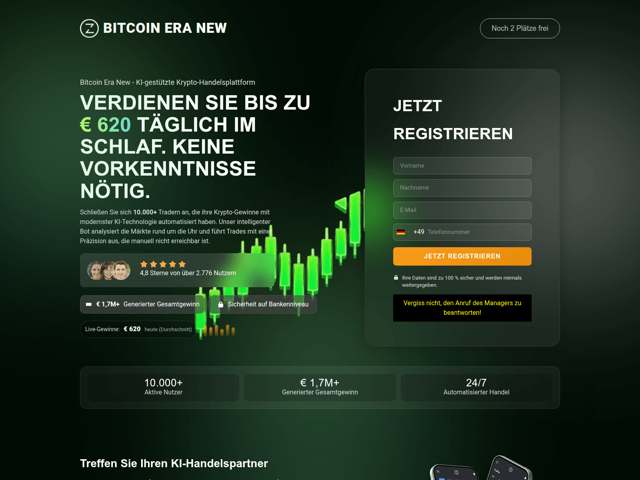 BITCOIN ERA NEW
Noch 2 Plätze frei
Bitcoin Era New - KI-gestützte Krypto-Handelsplattform
VERDIENEN SIE BIS ZU
€ 620 TÄGLICH IM
SCHLAF. KEINE
VORKENNTNISSE
NÖTIG.
Schließen Sie sich 10.000+ Tradern an, die ihre Krypto-Gewinne mit
modernster KI-Technologie automatisiert haben. Unser intelligenter
Bot analysiert die Märkte rund um die Uhr und führt Trades mit einer
Präzision aus, die manuell nicht erreichbar ist.
4,8 Sterne von über 2.776 Nutzern
€ 1,7M+ Generierter Gesamtgewinn
Sicherheit auf Bankenniveau
Live-Gewinne: € 620 heute (Durchschnitt)
JETZT
REGISTRIEREN
Vorname
Nachname
E-Mail
+49 Telefonnummer
JETZT REGISTRIEREN
Ihre Daten sind zu 100 % sicher und werden niemals
weitergegeben.
Vergiss nicht, den Anruf des Managers zu
beantworten!
10.000+
Aktive Nutzer
€ 1,7M+
Generierter Gesamtgewinn
24/7
Automatisierter Handel
Treffen Sie Ihren KI-Handelspartner